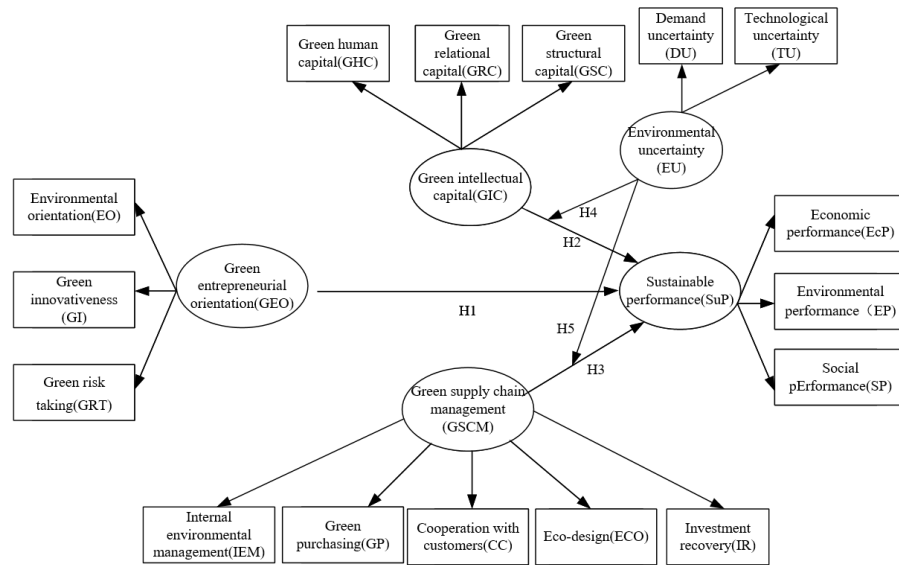 Green human
capital(GHC)
Green
relational
capital(GRC)
Green
structural
capital(GSC)
Demand
uncertainty
(DU)
Technological
uncertainty
(TU)
Environmental
uncertainty
(EU)
Green intellectual
capital(GIC)
H4
H2
Environmental
orientation(EO)
Green
innovativeness
(GI)
Green risk
taking(GRT)
Green
entrepreneurial
orientation(GEO)
H1
Sustainable
performance(SuP)
Economic
performance(EcP)
Environmental
performance（EP)
Social
pErformance(SP)
H5
H3
Green supply chain
management
(GSCM)
Internal
environmental
management(IEM)
Green
purchasing(GP)
Cooperation with
customers(CC)
Eco-design(ECO)
Investment
recovery(IR)